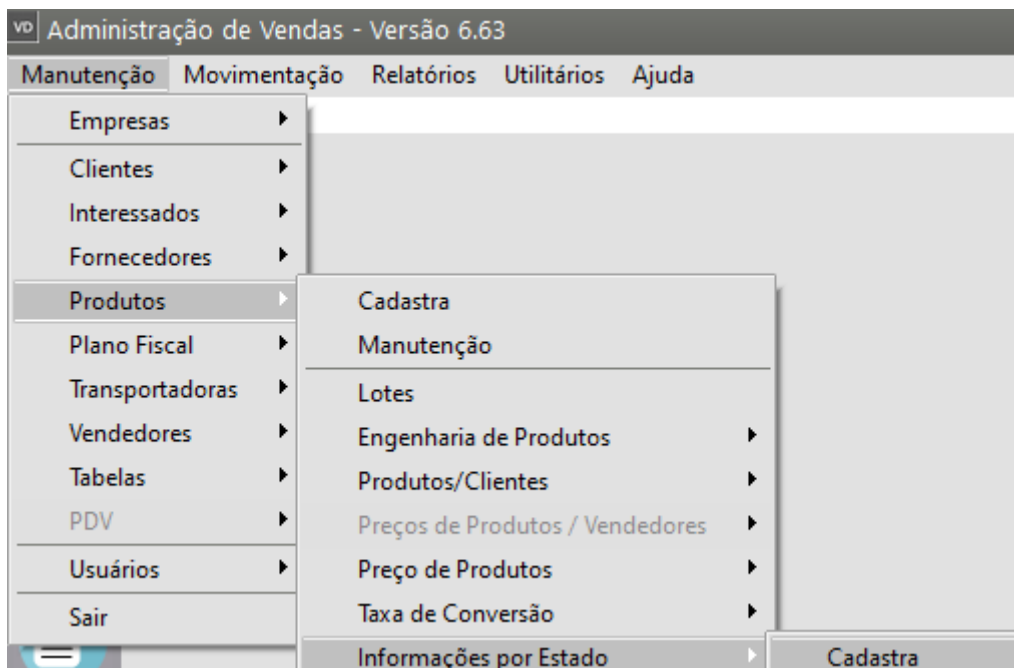 VD Administração de Vendas - Versão 6.63
Manutenção Movimentação Relatórios Utilitários Ajuda
Empresas
Clientes
Interessados
Fornecedores
Produtos
Plano Fiscal
Transportadoras
Vendedores
Tabelas
PDV
Usuários
Sair
Cadastra
Manutenção
Lotes
Engenharia de Produtos
Produtos/Clientes
Preços de Produtos / Vendedores
Preço de Produtos
Taxa de Conversão
Informações por Estado
Cadastra